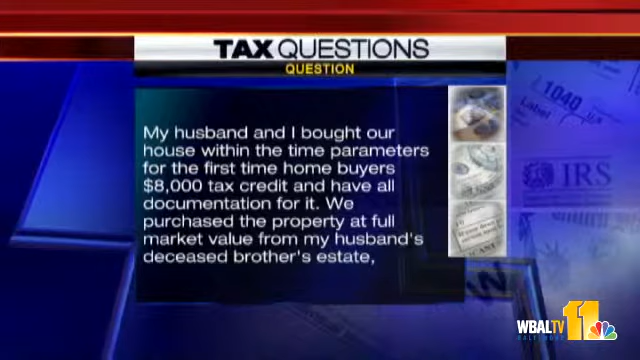 TAX QUESTIONS
QUESTION
My husband and I bought our
house within the time parameters
for the first time home buyers
$8,000 tax credit and have all
documentation for it. We
purchased the property at full
market value from my husband's
deceased brother's estate,
1040
Label
IRS
WBALTV 11
BALTIMORE